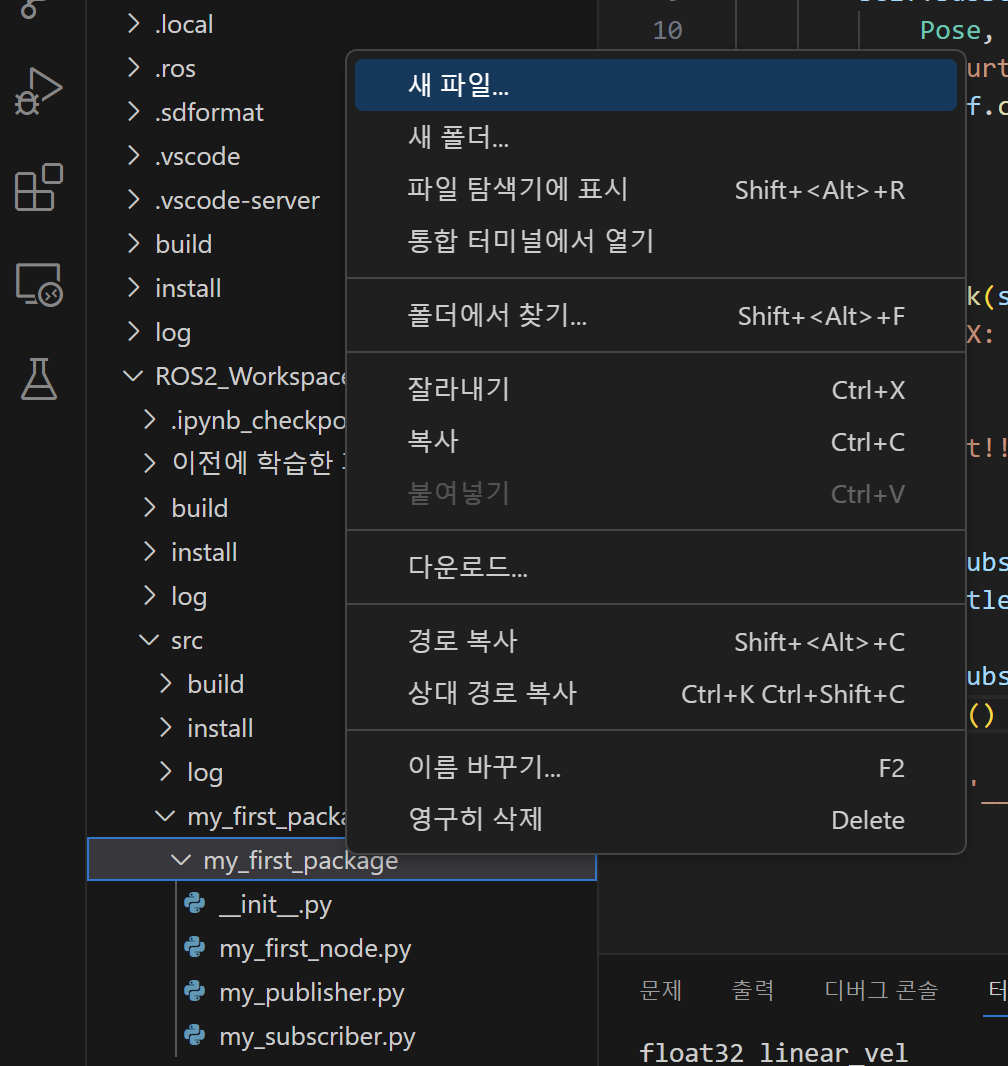 .local
.ros
.sdformat
.vscode
.vscode-server
build
install
log
ROS2_Workspace
.ipynb_checkpo
이전에 학습한
build
install
log
src
build
install
log
my_first_packa
my_first_package
__init__.py
my_first_node.py
my_publisher.py
my_subscriber.py
새 파일...
새 폴더...
파일 탐색기에 표시 Shift+<Alt>+R
통합 터미널에서 열기
폴더에서 찾기... Shift+<Alt>+F
잘라내기 Ctrl+X
복사 Ctrl+C
붙여넣기 Ctrl+V
다운로드...
경로 복사 Shift+<Alt>+C
상대 경로 복사 Ctrl+K Ctrl+Shift+C
이름 바꾸기... F2
영구히 삭제 Delete
10 Pose,
urt
f.c
k(s
X:
t!!
ubs
tle
ubs
()
'__
문제 출력 디버그 콘솔 터
float32 linear_vel